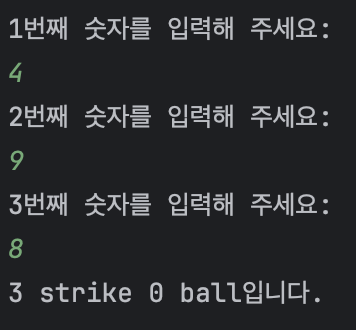 1번째 숫자를 입력해 주세요:
4
2번째 숫자를 입력해 주세요:
9
3번째 숫자를 입력해 주세요:
8
3 strike 0 ball입니다.